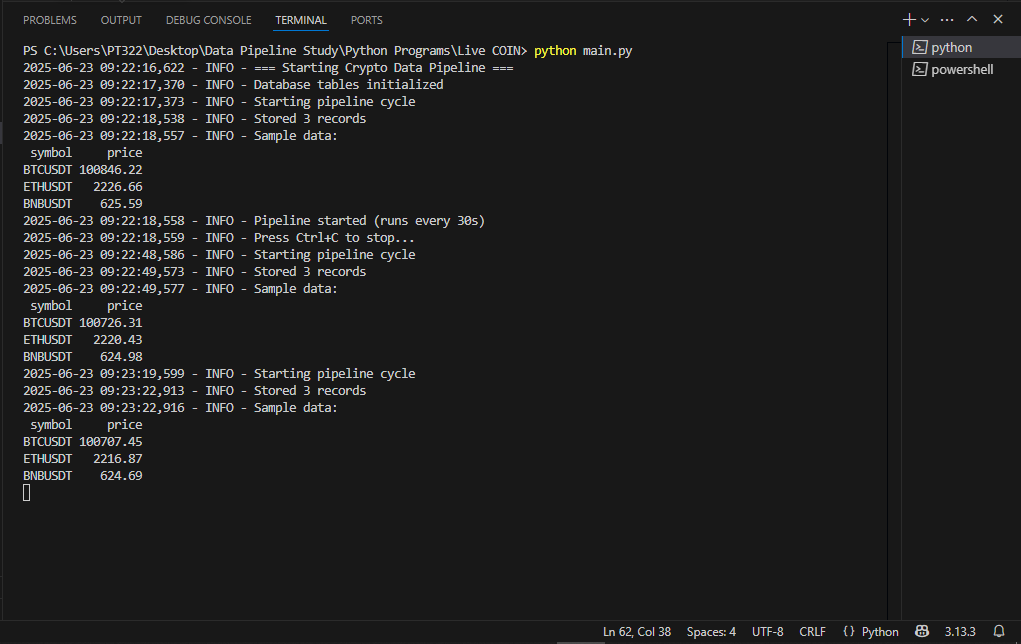 PROBLEMS OUTPUT DEBUG CONSOLE TERMINAL PORTS
python
powershell
PS C:\Users\PT322\Desktop\Data Pipeline Study\Python Programs\Live COIN> python main.py
2025-06-23 09:22:16,622 - INFO - === Starting Crypto Data Pipeline ===
2025-06-23 09:22:17,370 - INFO - Database tables initialized
2025-06-23 09:22:17,373 - INFO - Starting pipeline cycle
2025-06-23 09:22:18,538 - INFO - Stored 3 records
2025-06-23 09:22:18,557 - INFO - Sample data:
 symbol     price
BTCUSDT 100846.22
ETHUSDT   2226.66
BNBUSDT    625.59
2025-06-23 09:22:18,558 - INFO - Pipeline started (runs every 30s)
2025-06-23 09:22:18,559 - INFO - Press Ctrl+C to stop...
2025-06-23 09:22:48,586 - INFO - Starting pipeline cycle
2025-06-23 09:22:49,573 - INFO - Stored 3 records
2025-06-23 09:22:49,577 - INFO - Sample data:
 symbol     price
BTCUSDT 100726.31
ETHUSDT   2220.43
BNBUSDT    624.98
2025-06-23 09:23:19,599 - INFO - Starting pipeline cycle
2025-06-23 09:23:22,913 - INFO - Stored 3 records
2025-06-23 09:23:22,916 - INFO - Sample data:
 symbol     price
BTCUSDT 100707.45
ETHUSDT   2216.87
BNBUSDT    624.69
Ln 62, Col 38 Spaces: 4 UTF-8 CRLF {} Python 3.13.3